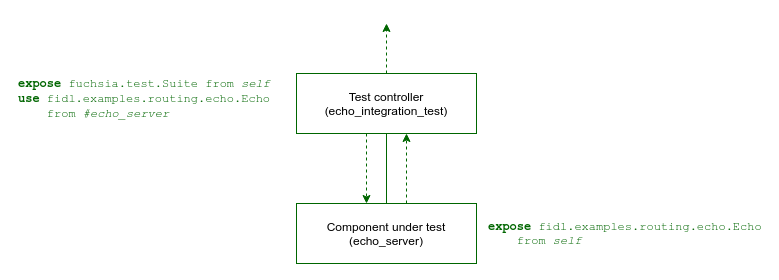 expose fuchsia.test.Suite from self
use fidl.examples.routing.echo.Echo
from #echo_server
Test controller
(echo_integration_test)
Component under test
(echo_server)
expose fidl.examples.routing.echo.Echo
from self